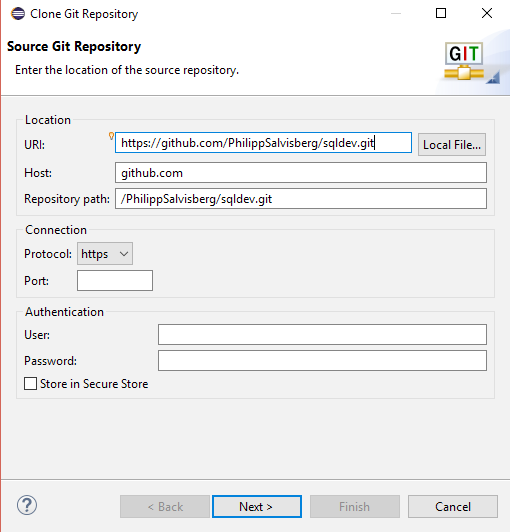 Clone Git Repository
Source Git Repository
Enter the location of the source repository.
GIT
Location
URI: https://github.com/PhilippSalvisberg/sqldev.git Local File...
Host: github.com
Repository path: /PhilippSalvisberg/sqldev.git
Connection
Protocol: https
Port:
Authentication
User:
Password:
Store in Secure Store
? < Back Next > Finish Cancel